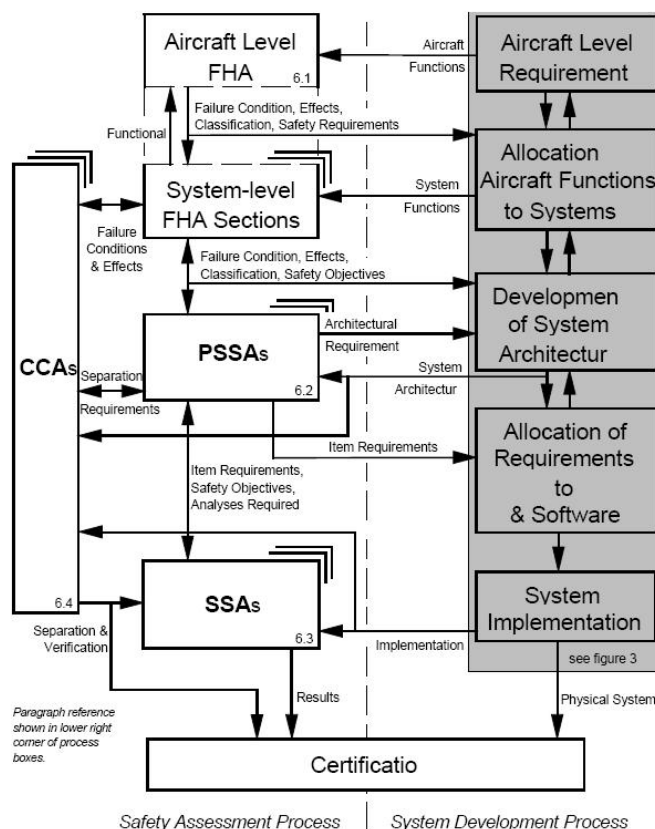 Aircraft Level
FHA
6.1
Aircraft
Functions
Aircraft Level
Requirement
Functional
Failure Condition, Effects,
Classification, Safety Requirements
Allocation
Aircraft Functions
to Systems
System-level
FHA Sections
System
Functions
Failure
Conditions
& Effects
Failure Condition, Effects,
Classification, Safety Objectives
Developmen
of System
Architectur
PSSAs
6.2
Architectural
Requirement
CCAs
6.4
Separation
Requirements
System
Architectur
Item Requirements
Allocation of
Requirements
to
& Software
Item Requirements,
Safety Objectives,
Analyses Required
SSAs
6.3
System
Implementation
see figure 3
Implementation
Separation &
Verification
Results
Physical System
Paragraph reference
shown in lower right
corner of process
boxes.
Certificatio
Safety Assessment Process
System Development Process